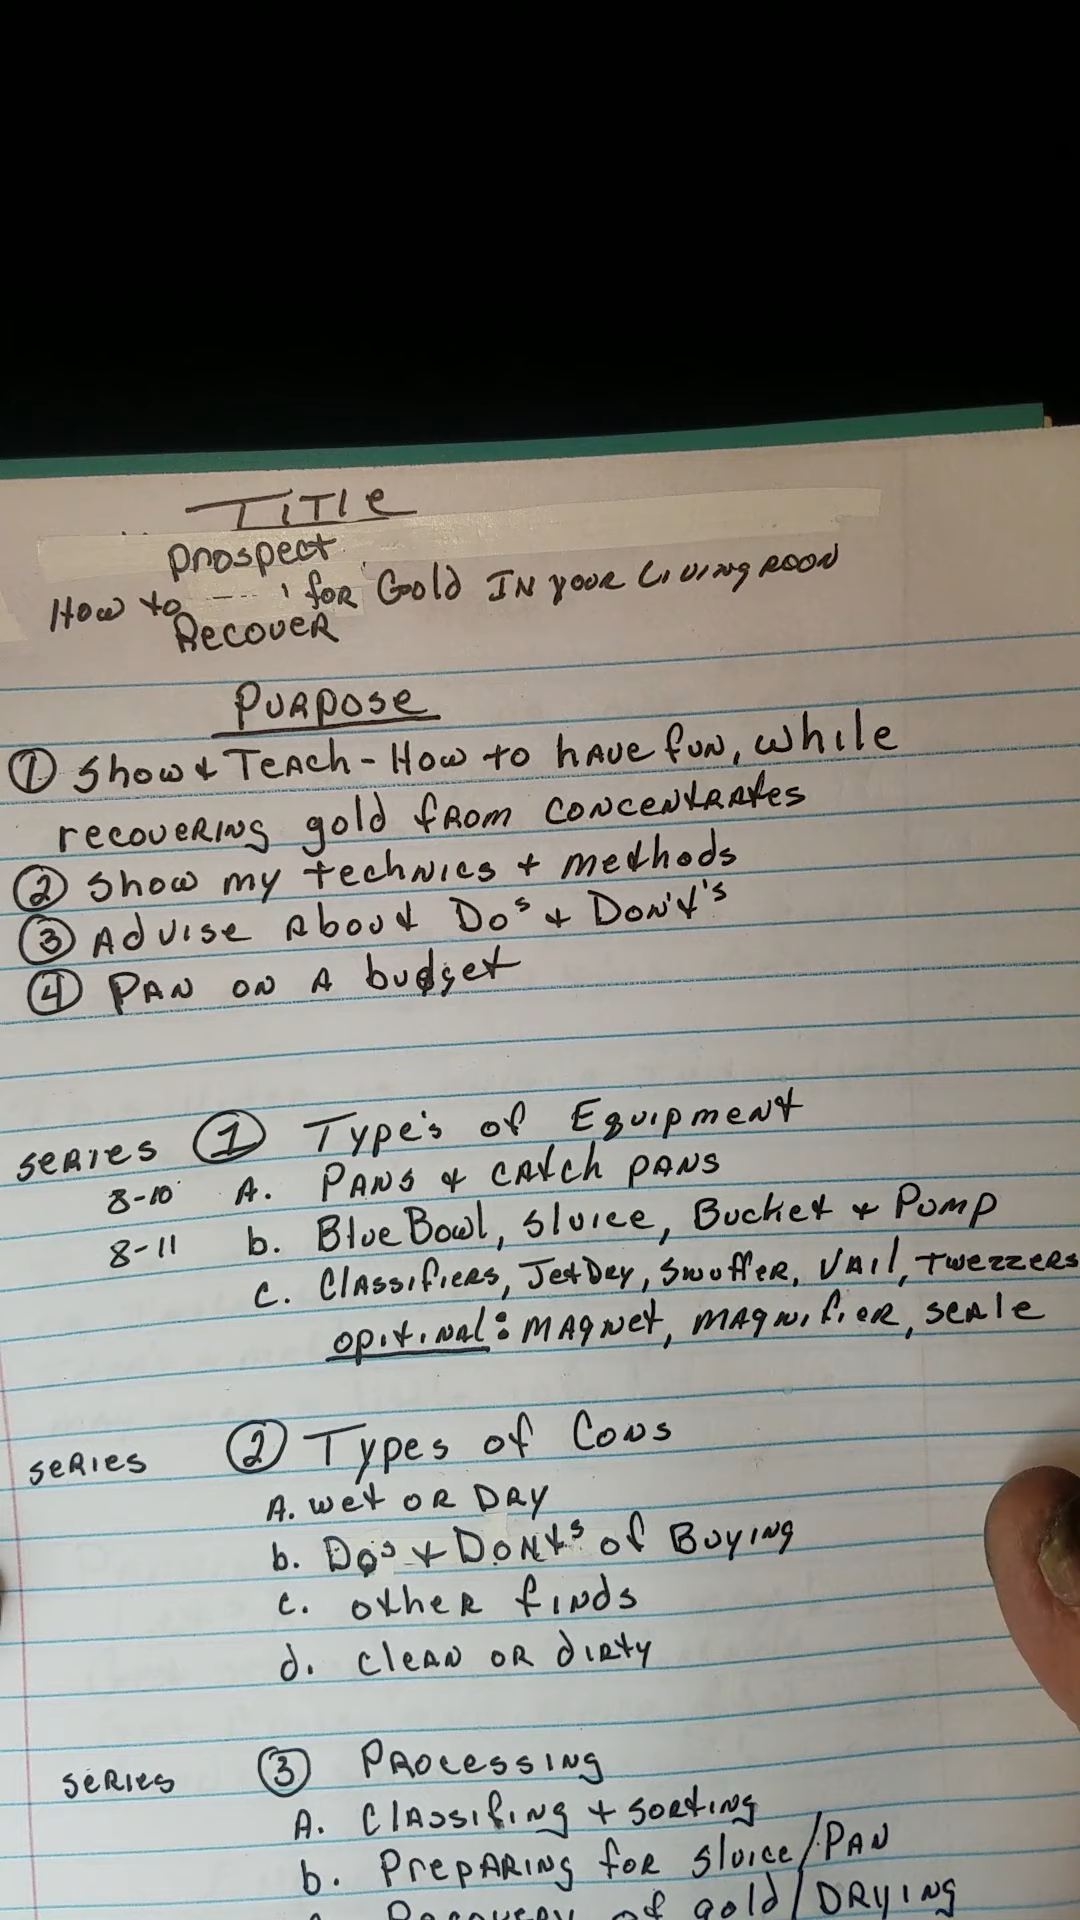 TITLE
Prospect
How to ---- for Gold IN your LIVING ROOM
RECOVER
PURPOSE
① Show & TEACH - How to hAVE fUN, while
recoveRING gold fROM CONCENTRAtes
② Show my technics + methods
③ Advise About Do's + Don't's
④ PAN ON A budget
SERIES ① Type's of Equipment
8-10 A. PANS & CAtch PANS
8-11 b. Blue Bowl, sluice, Bucket + Pump
C. Classifiers, Jet Dry, Snuffer, VAil, Twezzers
opitinal: MAgNet, MAgNifier, scale
SERIES ② Types of Cons
A. wet OR DRY
b. Dos + Donts of Buying
c. other finds
d. clean OR dirty
SERIES ③ Processing
A. Classifing + sorting
b. PrepARING for sluice/PAN
Recovery of gold/DRYING